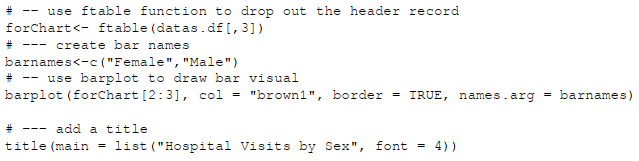 # -- use ftable function to drop out the header record
forChart<- ftable(datas.df[,3])
# --- create bar names
barnames<-c("Female","Male")
# -- use barplot to draw bar visual
barplot(forChart[2:3], col = "brown1", border = TRUE, names.arg = barnames)
# --- add a title
title(main = list("Hospital Visits by Sex", font = 4))